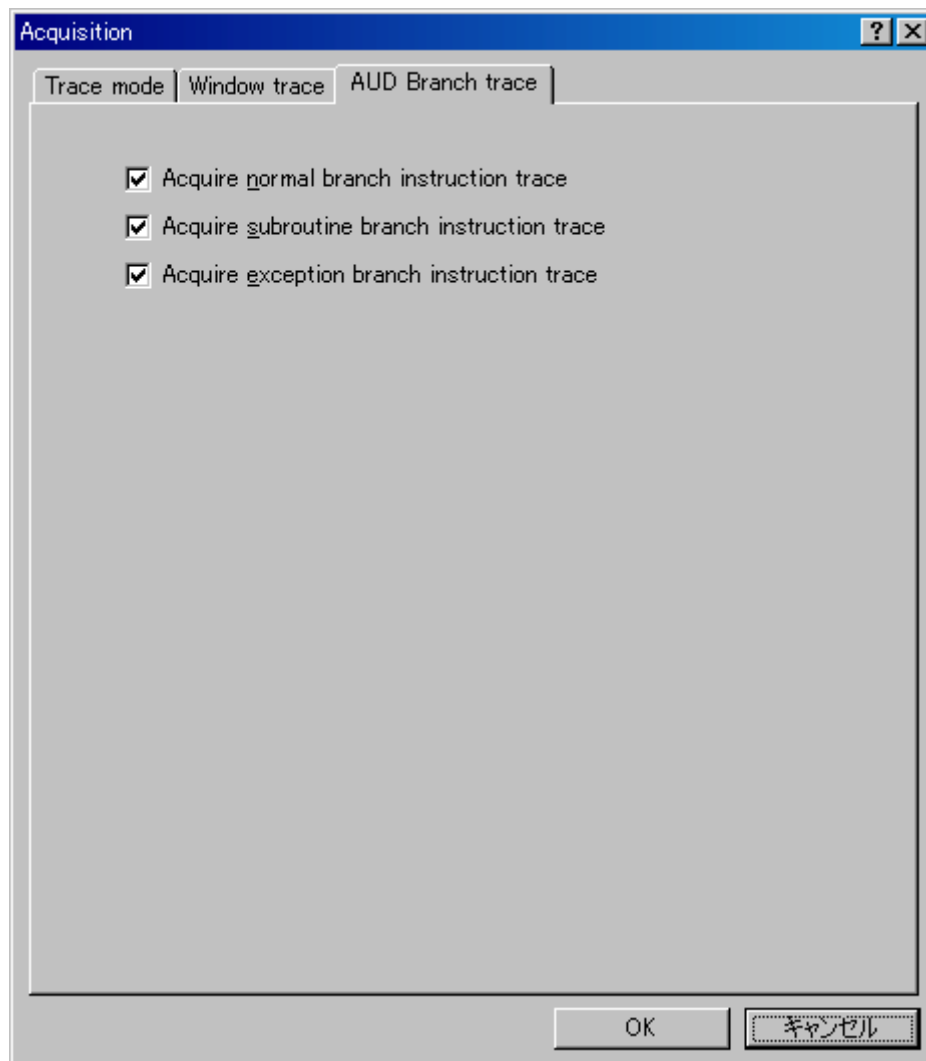 Acquisition
Trace mode Window trace AUD Branch trace
Acquire normal branch instruction trace
Acquire subroutine branch instruction trace
Acquire exception branch instruction trace
OK キャンセル